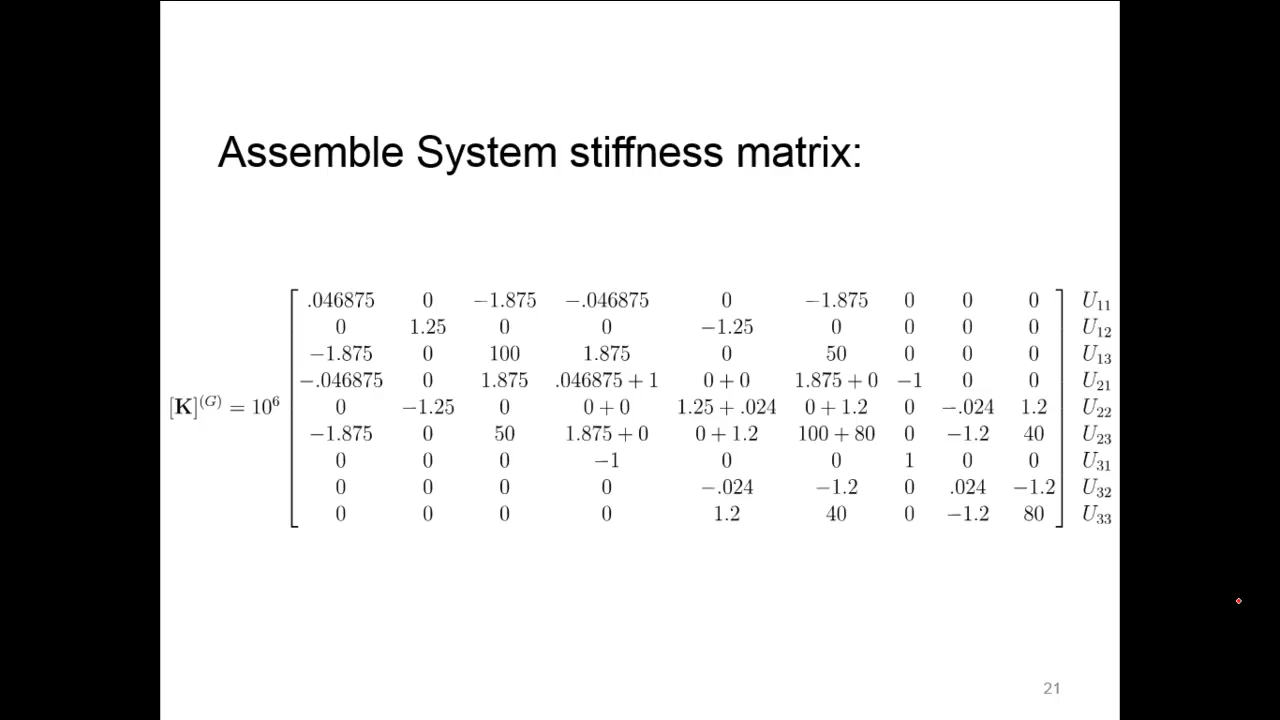 Assemble System stiffness matrix:
.046875 0 −1.875 −.046875 0 −1.875 0 0 0 U₁₁
0 1.25 0 0 −1.25 0 0 0 0 U₁₂
−1.875 0 100 1.875 0 50 0 0 0 U₁₃
−.046875 0 1.875 .046875 + 1 0 + 0 1.875 + 0 −1 0 0 U₂₁
[K]⁽ᴳ⁾ = 10⁶ 0 −1.25 0 0 + 0 1.25 + .024 0 + 1.2 0 −.024 1.2 U₂₂
−1.875 0 50 1.875 + 0 0 + 1.2 100 + 80 0 −1.2 40 U₂₃
0 0 0 −1 0 0 1 0 0 U₃₁
0 0 0 0 −.024 −1.2 0 .024 −1.2 U₃₂
0 0 0 0 1.2 40 0 −1.2 80 U₃₃
21